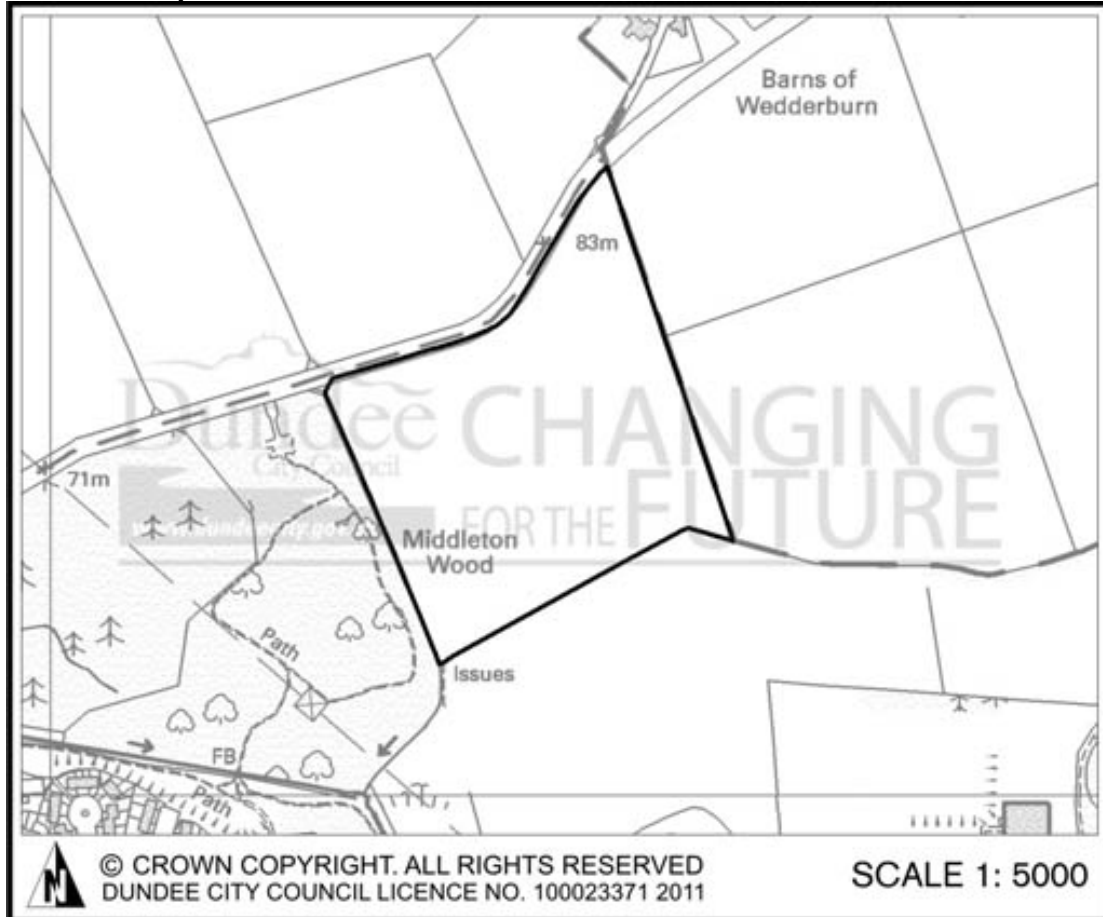 Barns of
Wedderburn
83m
Dundee
City Council
CHANGING
FOR THE FUTURE
71m
Middleton
Wood
Path
Issues
FB
Path
N
© CROWN COPYRIGHT. ALL RIGHTS RESERVED
DUNDEE CITY COUNCIL LICENCE NO. 100023371 2011
SCALE 1: 5000